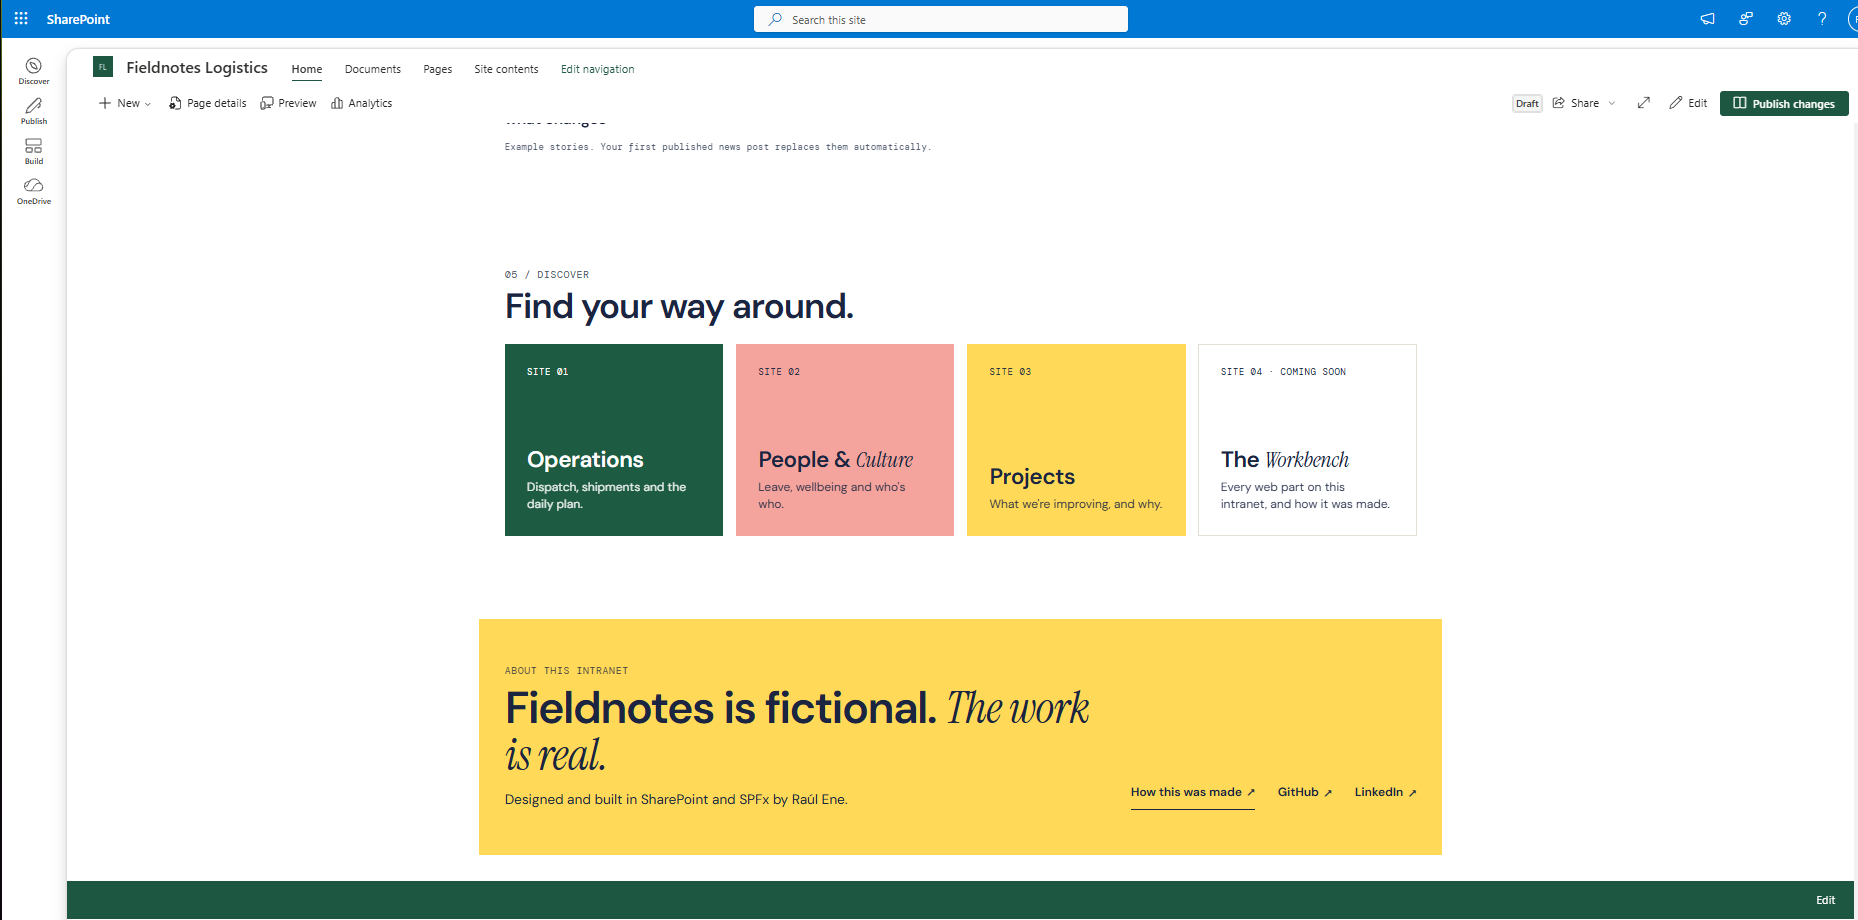 SharePoint
Search this site
Discover
Publish
Build
OneDrive
FL
Fieldnotes Logistics
Home
Documents
Pages
Site contents
Edit navigation
New
Page details
Preview
Analytics
Draft
Share
Edit
Publish changes
Example stories. Your first published news post replaces them automatically.
05 / DISCOVER
Find your way around.
SITE 01
Operations
Dispatch, shipments and the
daily plan.
SITE 02
People & Culture
Leave, wellbeing and who's
who.
SITE 03
Projects
What we're improving, and why.
SITE 04 · COMING SOON
The Workbench
Every web part on this
intranet, and how it was made.
ABOUT THIS INTRANET
Fieldnotes is fictional. The work
is real.
Designed and built in SharePoint and SPFx by Raúl Ene.
How this was made ↗
GitHub ↗
LinkedIn ↗
Edit